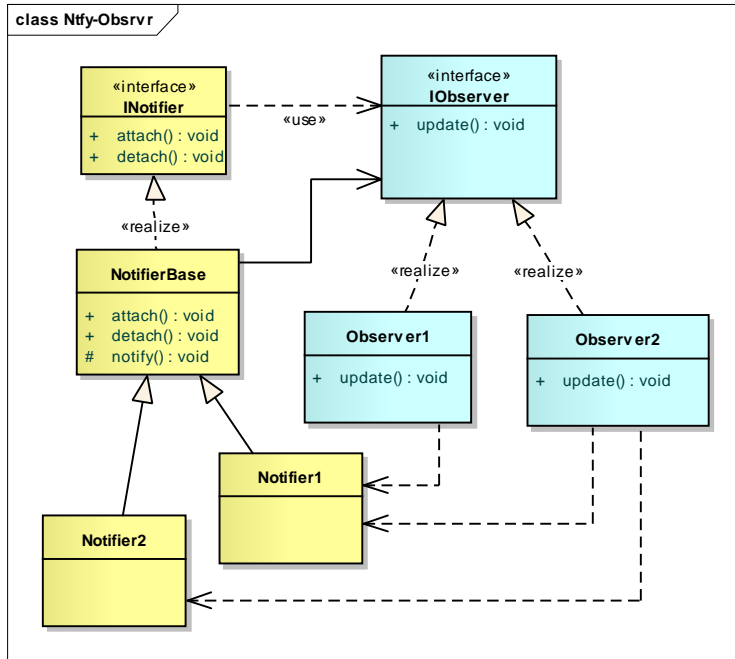 class Ntfy-Obsrvr
«interface»
INotifier
+ attach() : void
+ detach() : void
«use»
«interface»
IObserver
+ update() : void
«realize»
NotifierBase
+ attach() : void
+ detach() : void
# notify() : void
«realize»
«realize»
Observer1
+ update() : void
Observer2
+ update() : void
Notifier1
Notifier2